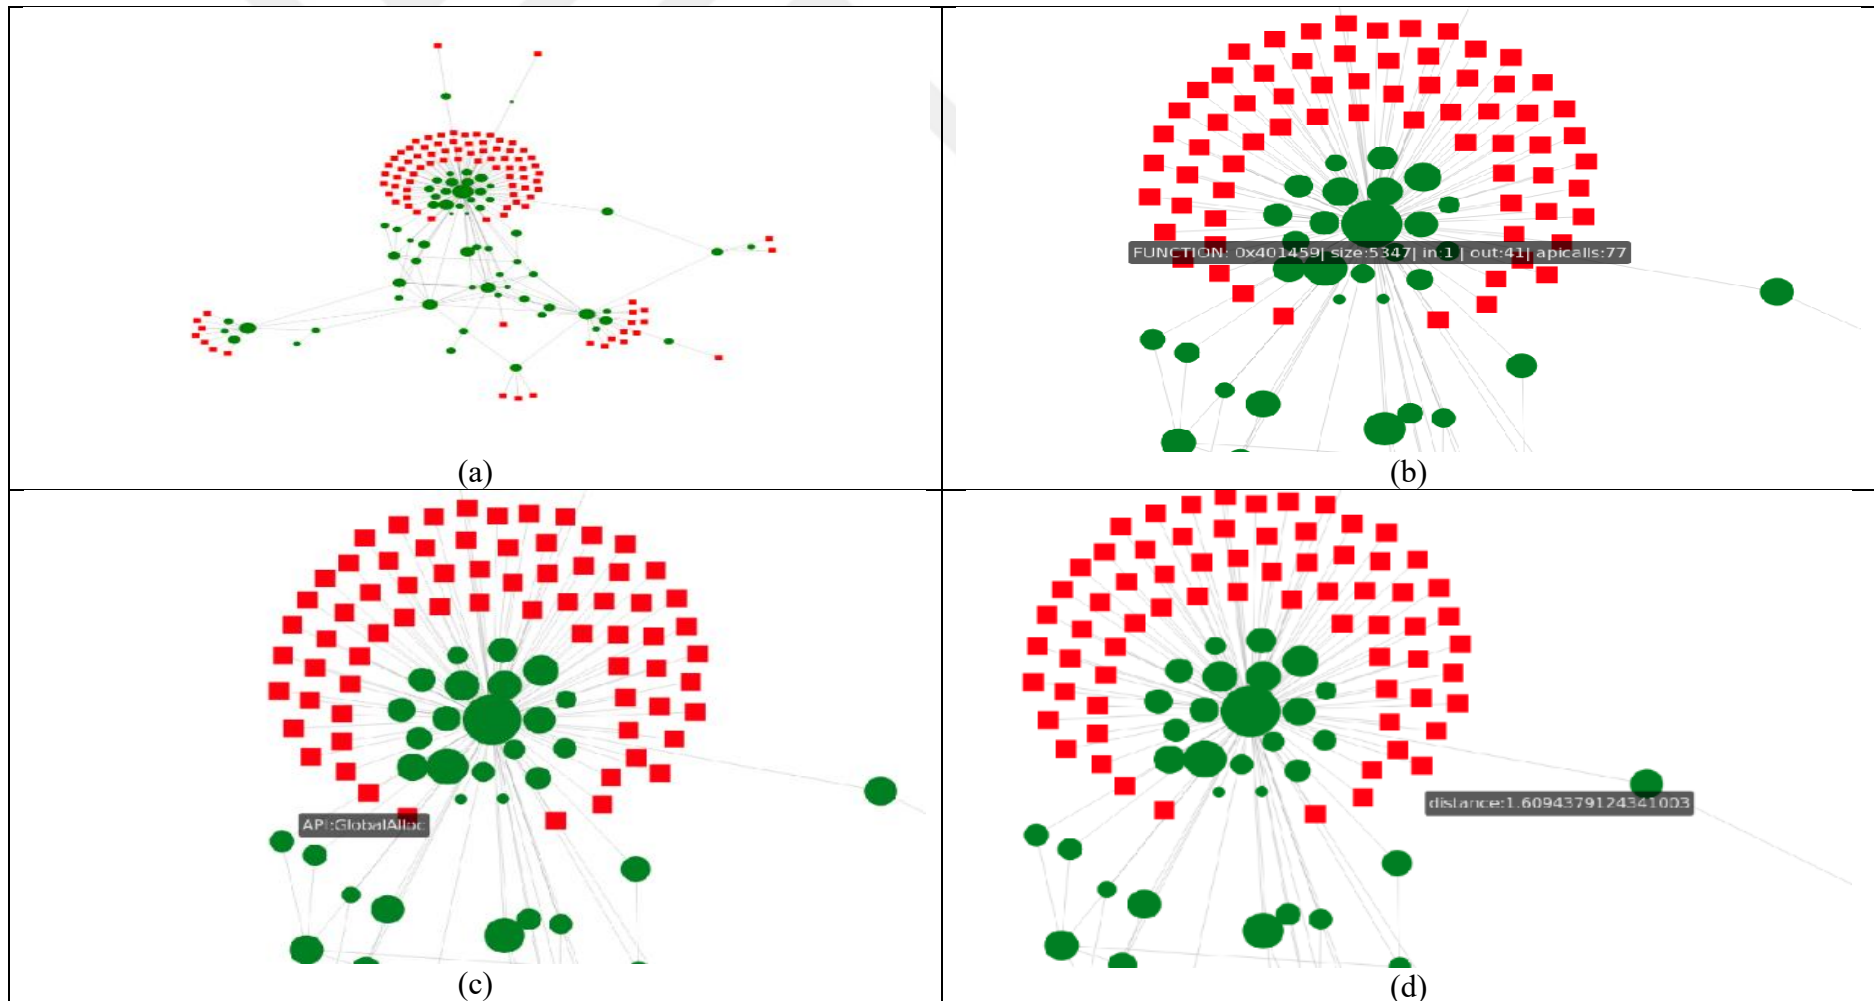 (a)
FUNCTION: 0x401459| size:5347| in:1 | out:41| apicalls:77
(b)
API:GlobalAlloc
(c)
distance:1.6094379124341003
(d)